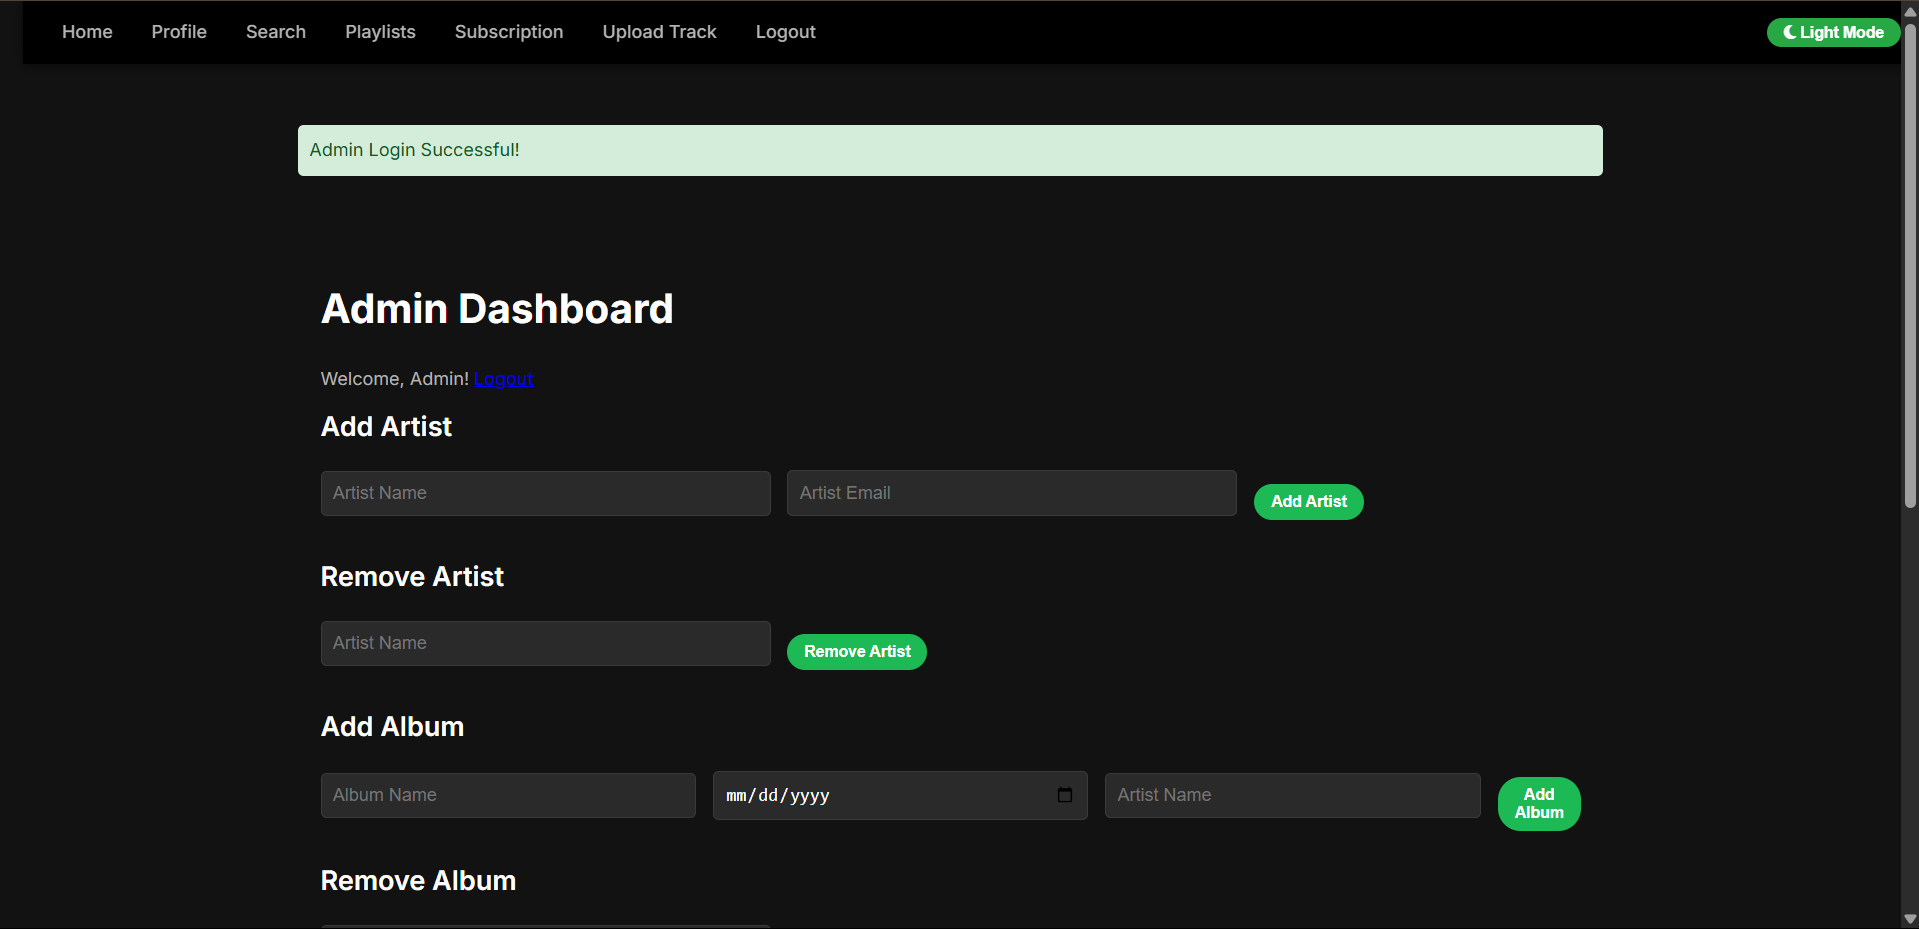 Home Profile Search Playlists Subscription Upload Track Logout Light Mode
Admin Login Successful!
Admin Dashboard
Welcome, Admin! Logout
Add Artist
Artist Name Artist Email Add Artist
Remove Artist
Artist Name Remove Artist
Add Album
Album Name mm/dd/yyyy Artist Name Add
Album
Remove Album